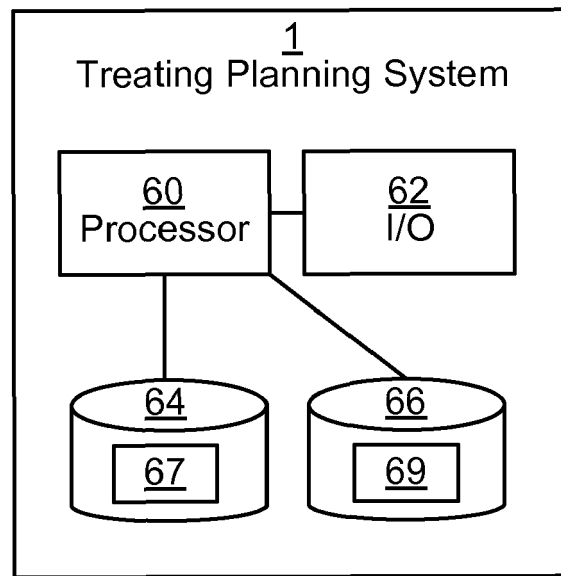 1
Treating Planning System
60
Processor
62
I/O
64
67
66
69